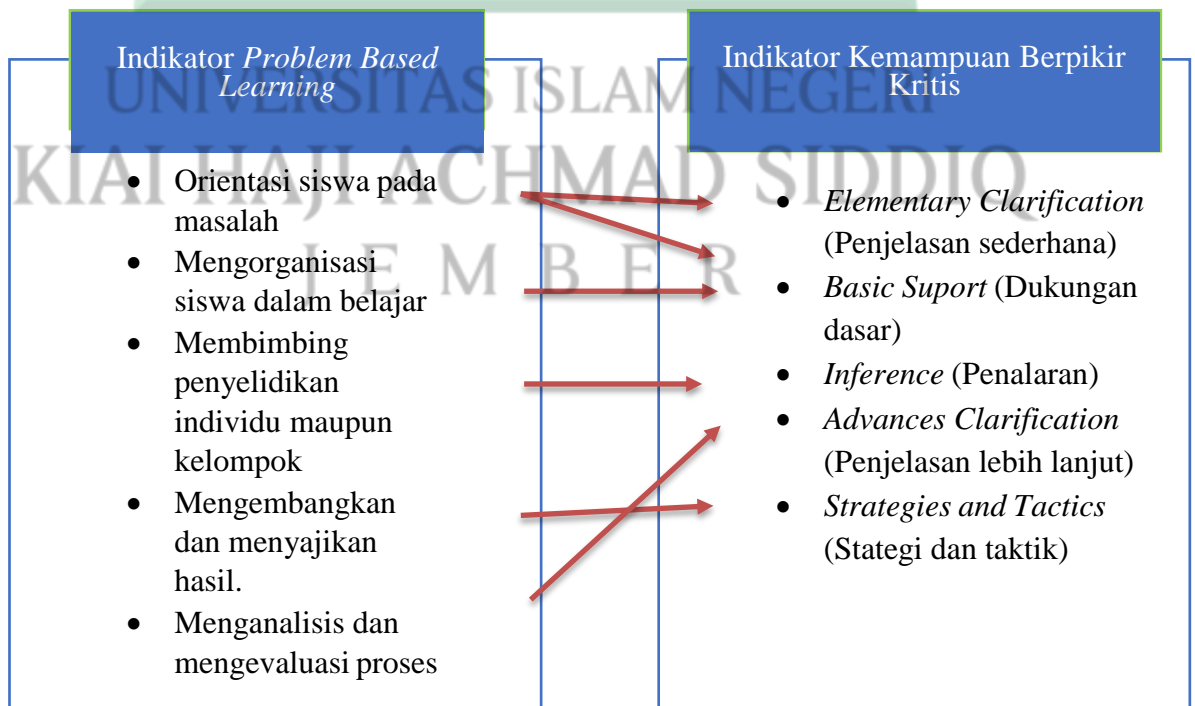 Indikator Problem Based
Learning
• Orientasi siswa pada
masalah
• Mengorganisasi
siswa dalam belajar
• Membimbing
penyelidikan
individu maupun
kelompok
• Mengembangkan
dan menyajikan
hasil.
• Menganalisis dan
mengevaluasi proses
Indikator Kemampuan Berpikir
Kritis
• Elementary Clarification
(Penjelasan sederhana)
• Basic Suport (Dukungan
dasar)
• Inference (Penalaran)
• Advances Clarification
(Penjelasan lebih lanjut)
• Strategies and Tactics
(Stategi dan taktik)
UNIVERSITAS ISLAM NEGERI
KIAI HAJI ACHMAD SIDDIQ
JEMBER